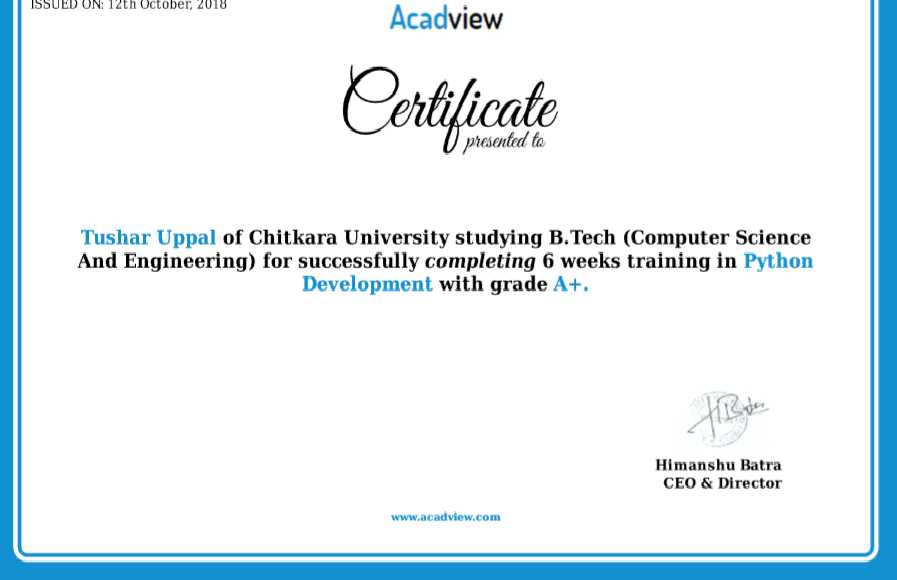 ISSUED ON: 12th October, 2018
Acadview
Certificate
presented to
Tushar Uppal of Chitkara University studying B.Tech (Computer Science
And Engineering) for successfully completing 6 weeks training in Python
Development with grade A+.
Himanshu Batra
CEO & Director
www.acadview.com